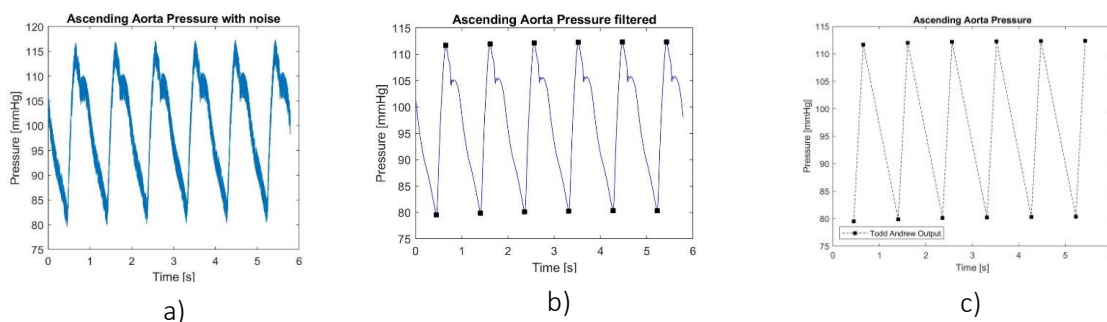 Ascending Aorta Pressure with noise
120
115
110
105
100
95
90
85
80
75
0 1 2 3 4 5 6
Pressure [mmHg]
Time [s]
a)
Ascending Aorta Pressure filtered
115
110
105
100
95
90
85
80
75
0 1 2 3 4 5 6
Pressure [mmHg]
Time [s]
b)
Ascending Aorta Pressure
115
110
105
100
95
90
85
80
75
0 1 2 3 4 5 6
Pressure [mmHg]
Todd Andrew Output
Time [s]
c)